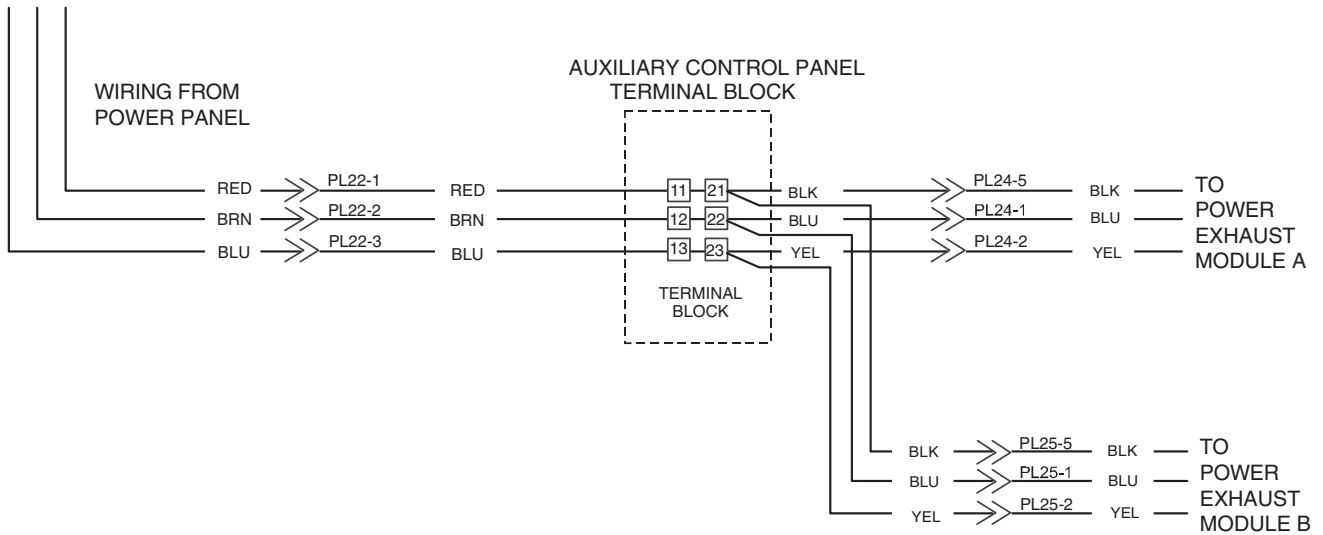 AUXILIARY CONTROL PANEL
TERMINAL BLOCK
WIRING FROM
POWER PANEL
RED PL22-1 RED 11 21 BLK PL24-5 BLK
BRN PL22-2 BRN 12 22 BLU PL24-1 BLU
BLU PL22-3 BLU 13 23 YEL PL24-2 YEL
TO
POWER
EXHAUST
MODULE A
TERMINAL
BLOCK
BLK PL25-5 BLK
BLU PL25-1 BLU
YEL PL25-2 YEL
TO
POWER
EXHAUST
MODULE B